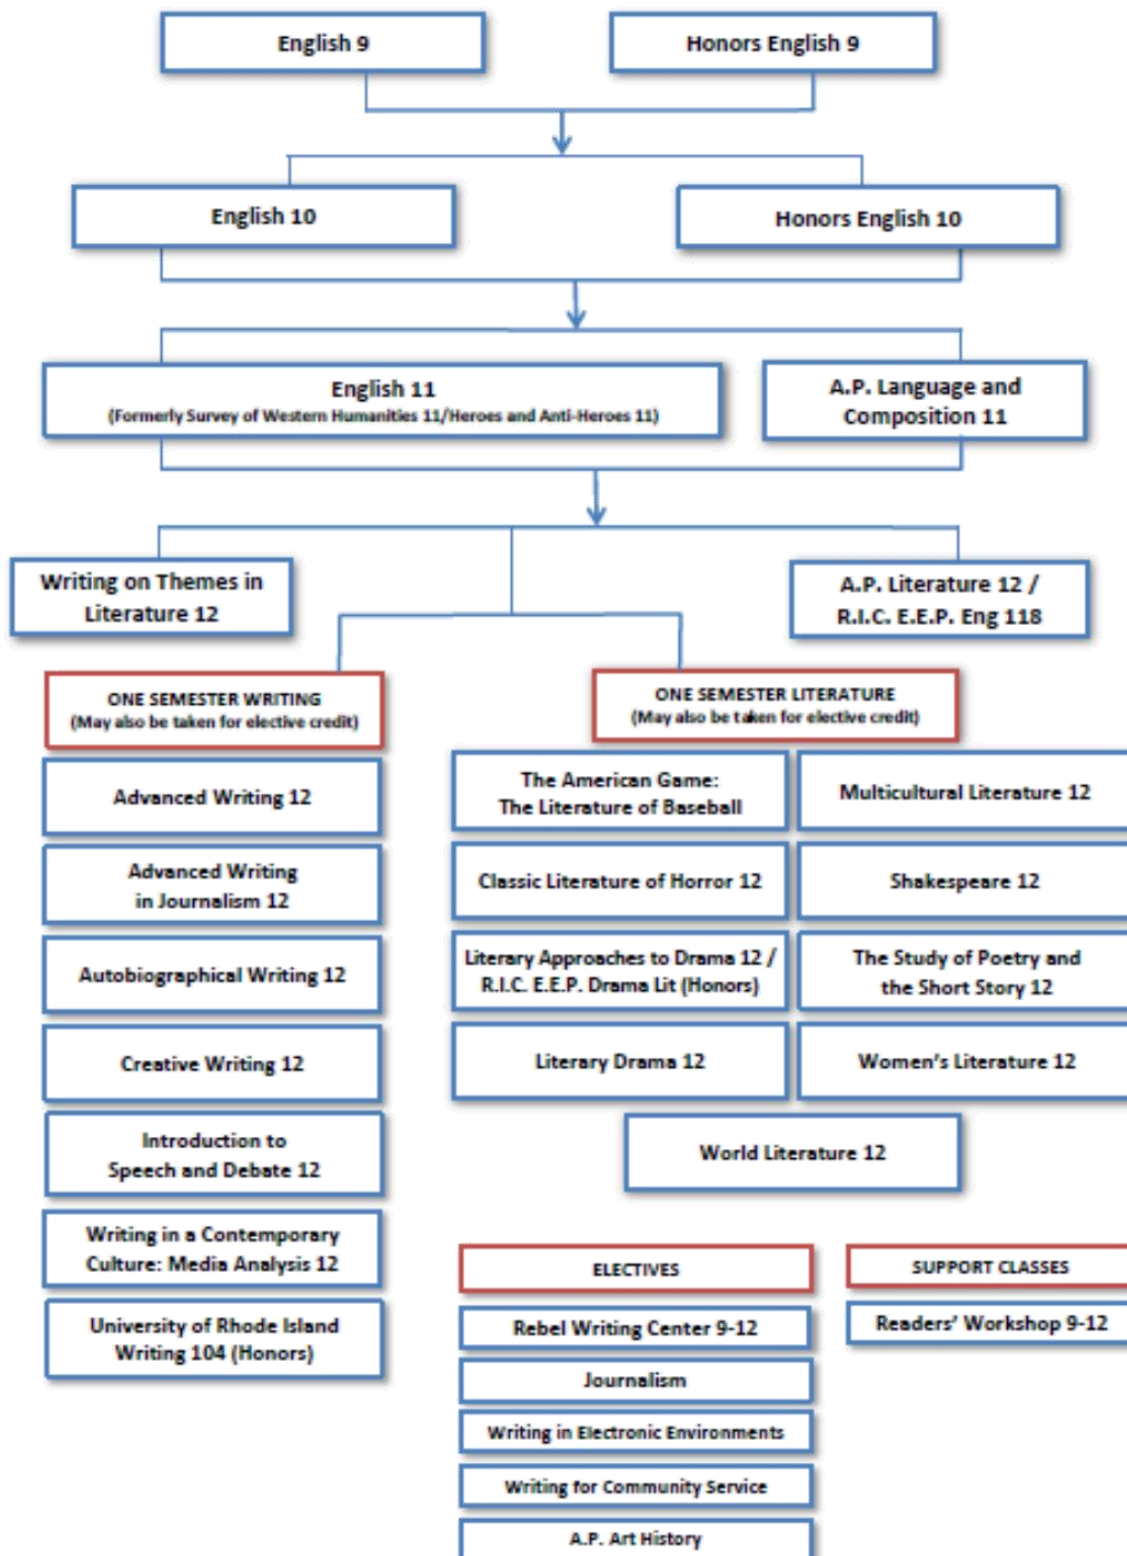 English 9
Honors English 9
English 10
Honors English 10
English 11
(Formerly Survey of Western Humanities 11/Heroes and Anti-Heroes 11)
A.P. Language and
Composition 11
Writing on Themes in
Literature 12
A.P. Literature 12 /
R.I.C. E.E.P. Eng 118
ONE SEMESTER WRITING
(May also be taken for elective credit)
Advanced Writing 12
Advanced Writing
in Journalism 12
Autobiographical Writing 12
Creative Writing 12
Introduction to
Speech and Debate 12
Writing in a Contemporary
Culture: Media Analysis 12
University of Rhode Island
Writing 104 (Honors)
ONE SEMESTER LITERATURE
(May also be taken for elective credit)
The American Game:
The Literature of Baseball
Multicultural Literature 12
Classic Literature of Horror 12
Shakespeare 12
Literary Approaches to Drama 12 /
R.I.C. E.E.P. Drama Lit (Honors)
The Study of Poetry and
the Short Story 12
Literary Drama 12
Women's Literature 12
World Literature 12
ELECTIVES
Rebel Writing Center 9-12
Journalism
Writing in Electronic Environments
Writing for Community Service
A.P. Art History
SUPPORT CLASSES
Readers' Workshop 9-12